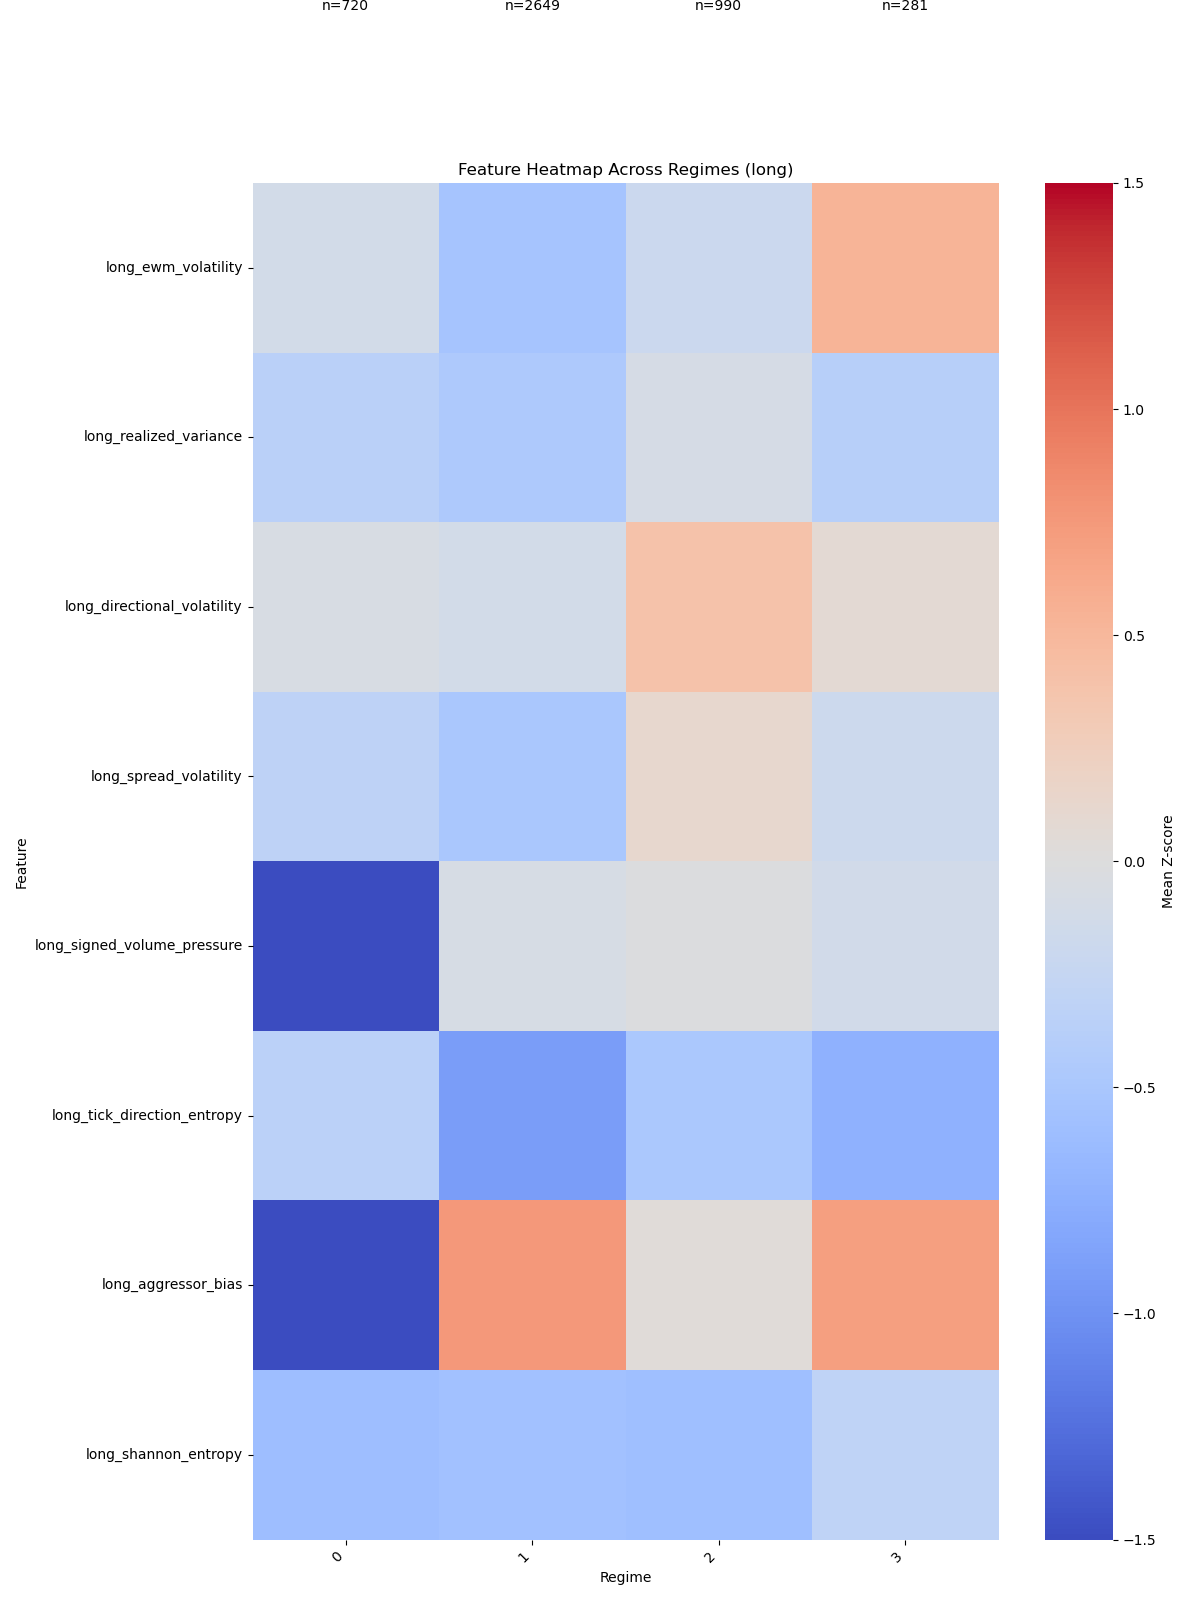 n=720 n=2649 n=990 n=281
Feature Heatmap Across Regimes (long)
long_ewm_volatility
long_realized_variance
long_directional_volatility
long_spread_volatility
long_signed_volume_pressure
long_tick_direction_entropy
long_aggressor_bias
long_shannon_entropy
Feature
0 1 2 3
Regime
1.5
1.0
0.5
0.0
−0.5
−1.0
−1.5
Mean Z-score